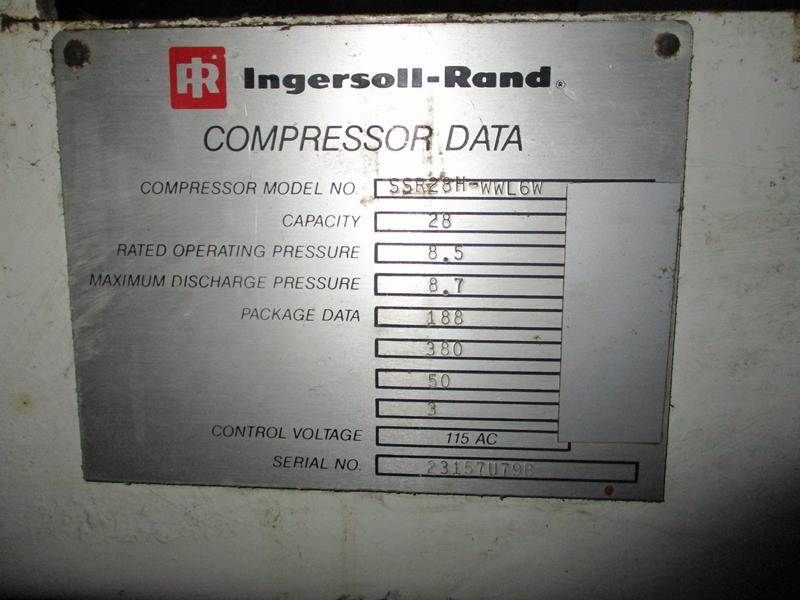 IR Ingersoll-Rand®
COMPRESSOR DATA
COMPRESSOR MODEL NO. SSR28H-WWL6W
CAPACITY 28
RATED OPERATING PRESSURE 8.5
MAXIMUM DISCHARGE PRESSURE 8.7
PACKAGE DATA 188
380
50
3
CONTROL VOLTAGE 115 AC
SERIAL NO.